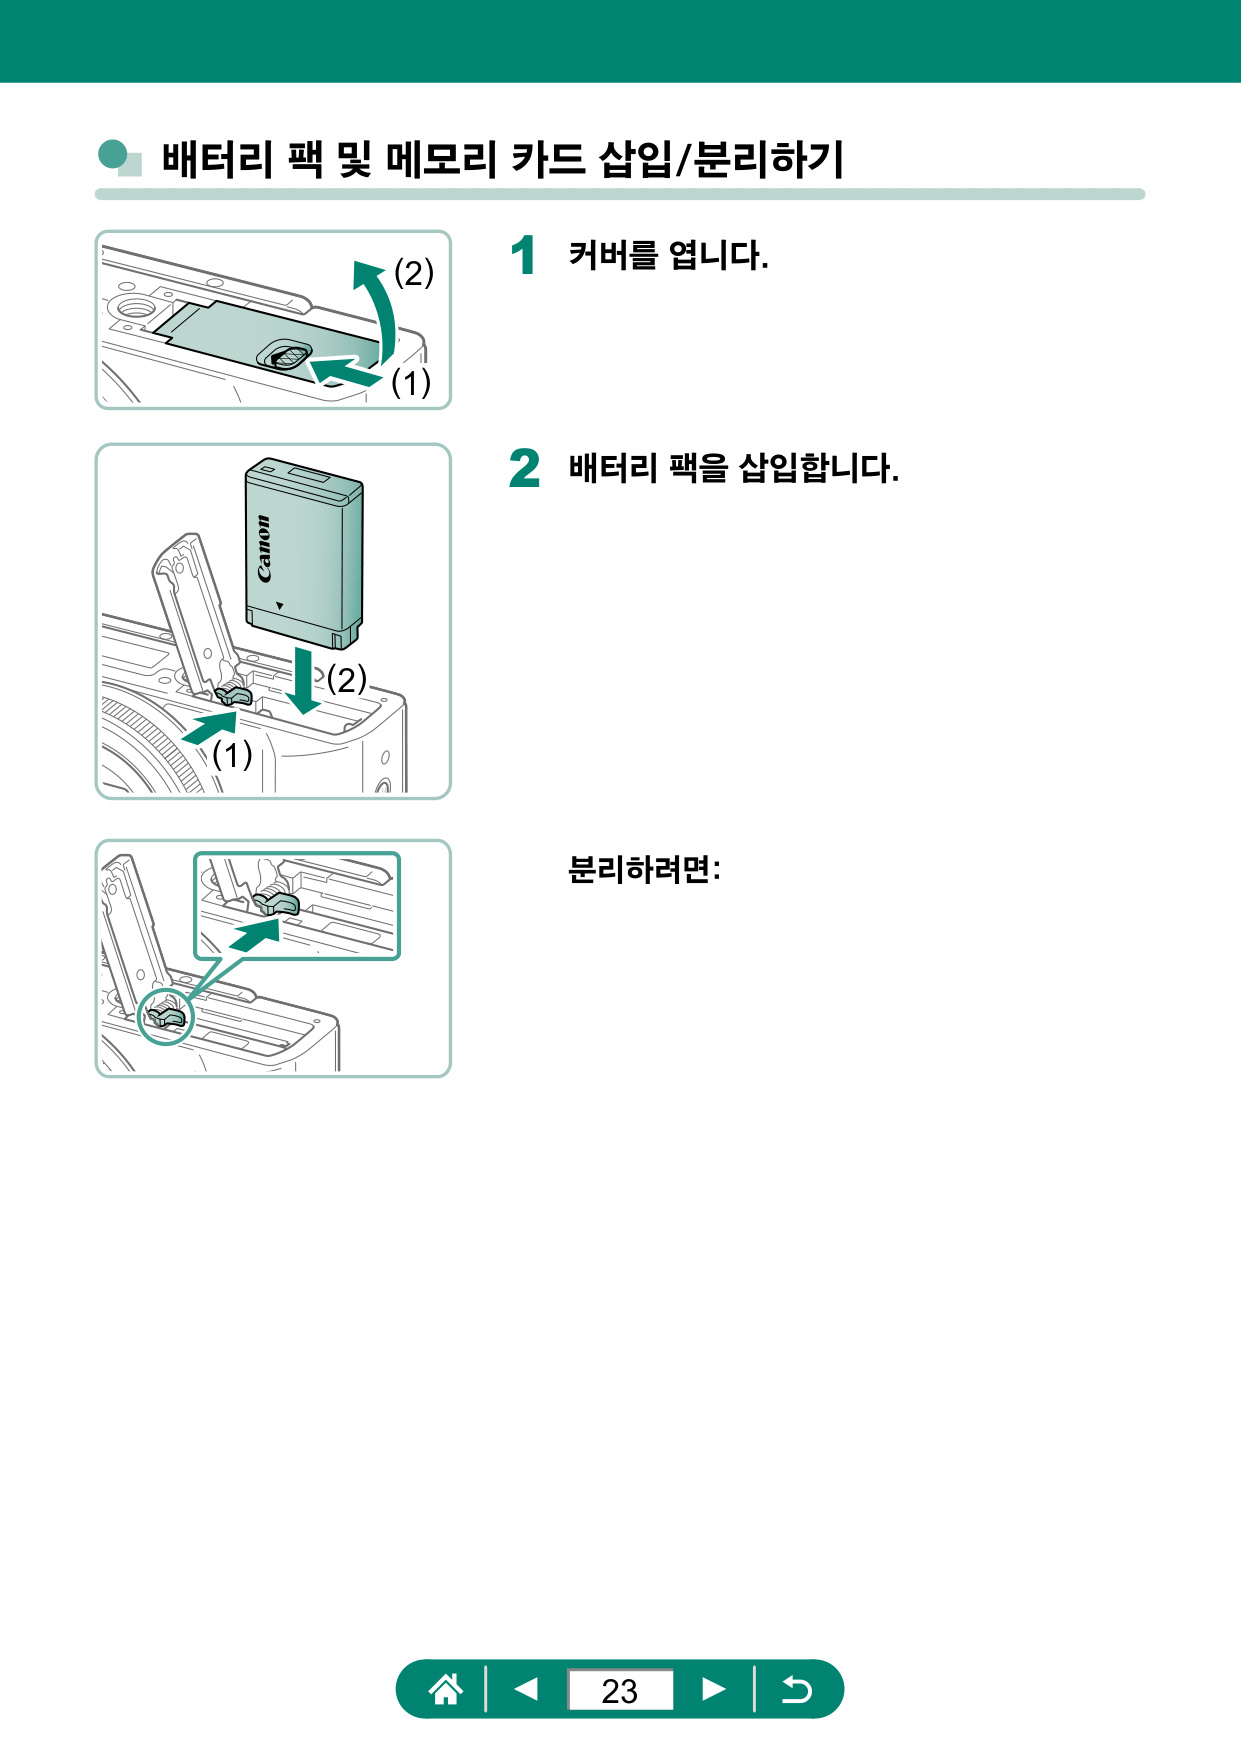 배터리 팩 및 메모리 카드 삽입/분리하기
1 커버를 엽니다.
(2)
(1)
2 배터리 팩을 삽입합니다.
Canon
(2)
(1)
분리하려면:
23